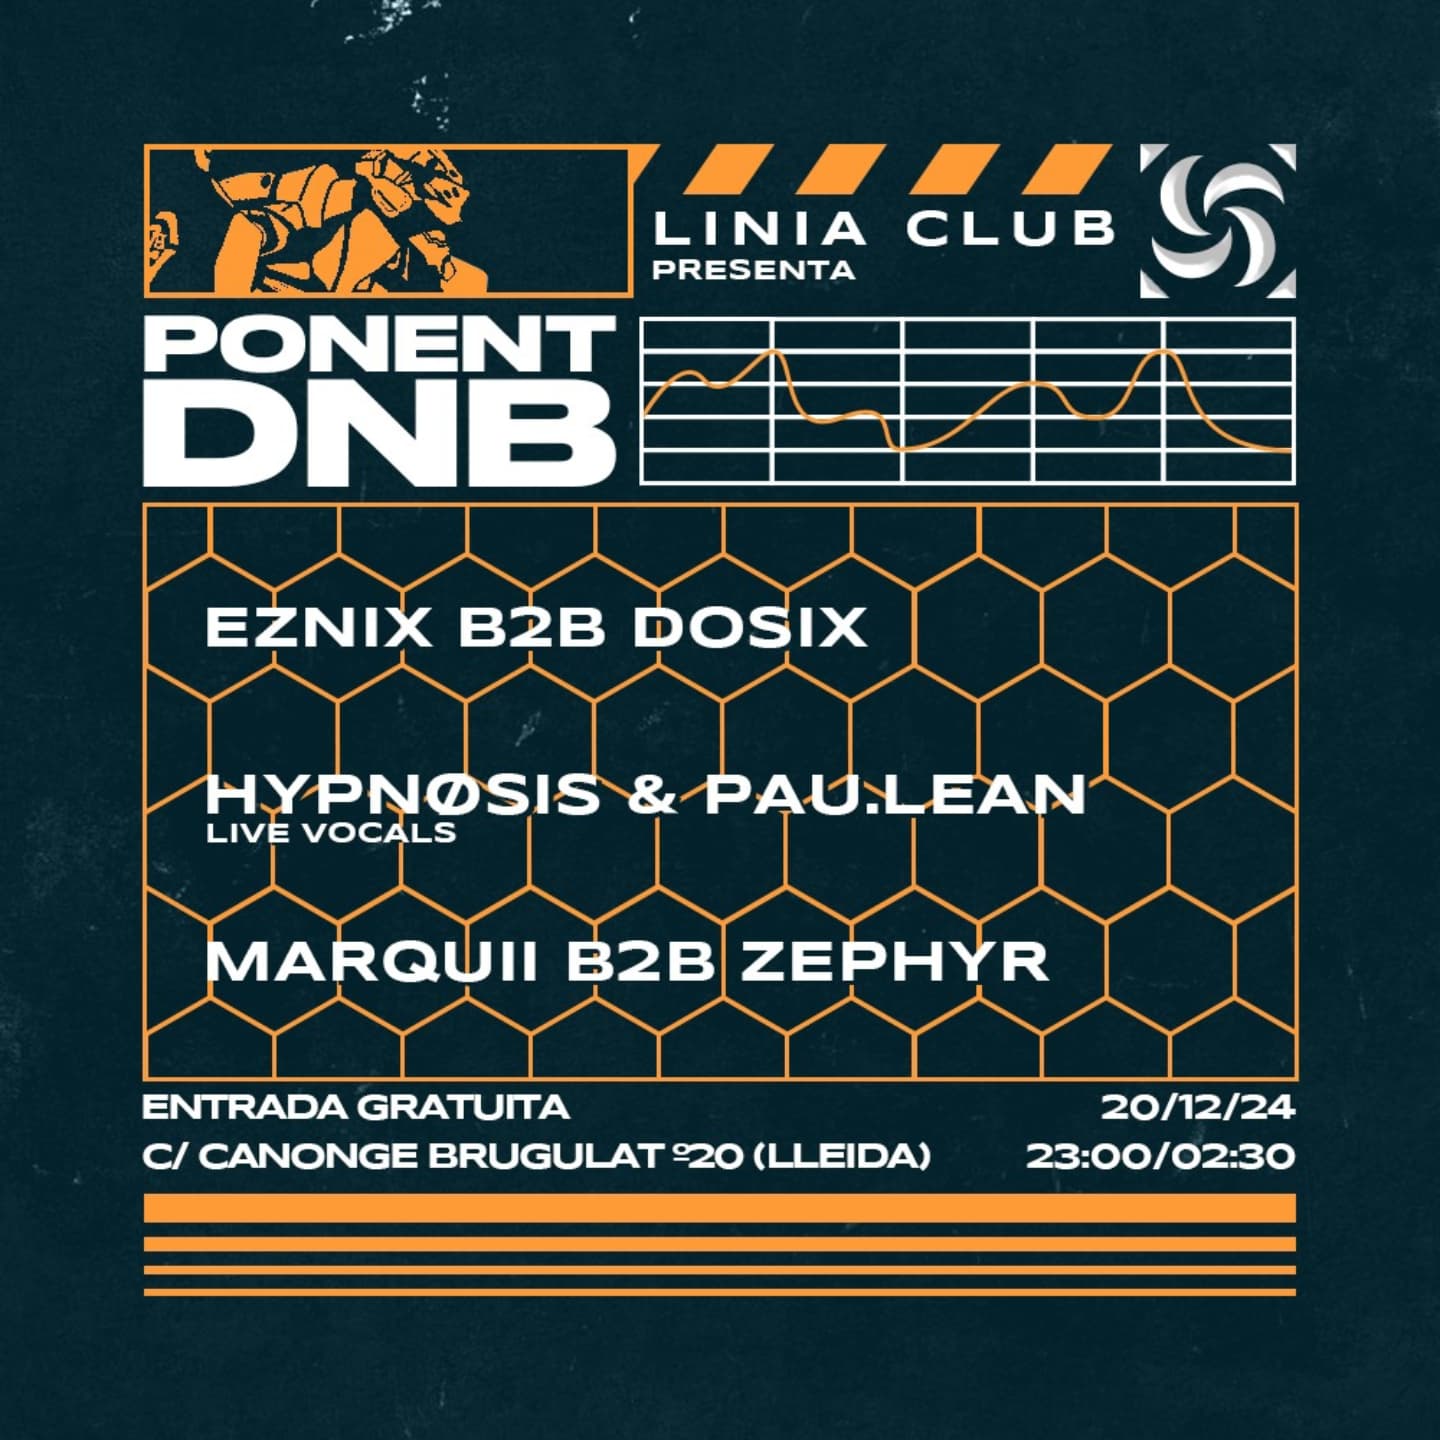 LINIA CLUB
PRESENTA
PONENT
DNB
EZNIX B2B DOSIX
HYPNØSIS & PAU.LEAN
LIVE VOCALS
MARQUII B2B ZEPHYR
ENTRADA GRATUITA
20/12/24
C/ CANONGE BRUGULAT º20 (LLEIDA)
23:00/02:30